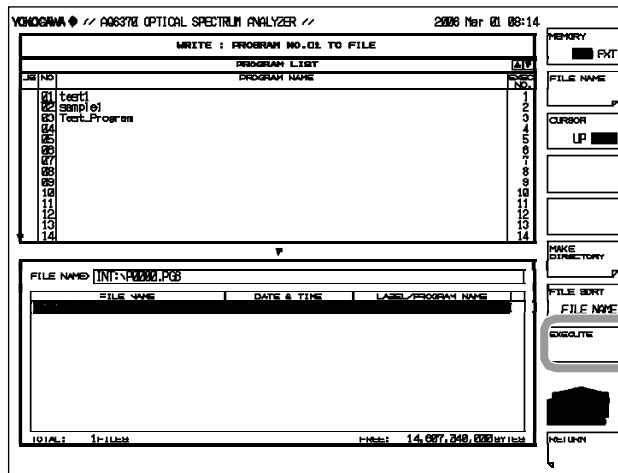 YOKOGAWA ◆ // AQ6370 OPTICAL SPECTRUM ANALYZER // 2006 Mar 01 08:14
WRITE : PROGRAM NO.01 TO FILE
PROGRAM LIST
NO PROGRAM NAME EXEC NO.
01 test1 1
02 sample1 2
03 Test_Program 3
04 4
05 5
06 6
07 7
08 8
09 9
10 10
11 11
12 12
13 13
14 14
FILE NAME> INT:\P0000.PG6
FILE NAME DATE & TIME LABEL/PROGRAM NAME
TOTAL: 1FILES FREE: 14,607,340,000BYTES
MEMORY
EXT
FILE NAME
CURSOR
UP
MAKE
DIRECTORY
FILE SORT
FILE NAME
EXECUTE
RETURN